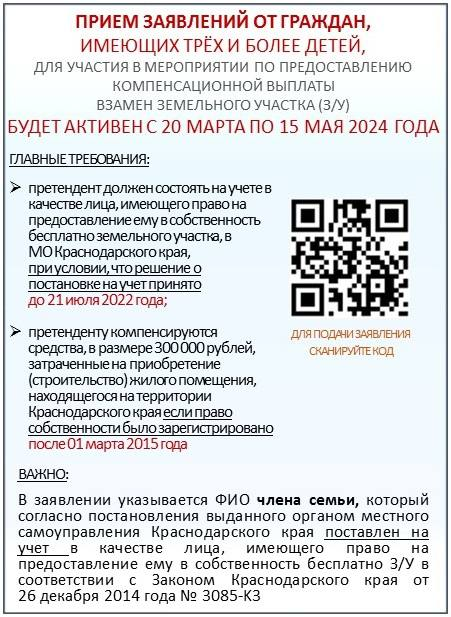 ПРИЕМ ЗАЯВЛЕНИЙ ОТ ГРАЖДАН,
ИМЕЮЩИХ ТРЁХ И БОЛЕЕ ДЕТЕЙ,
ДЛЯ УЧАСТИЯ В МЕРОПРИЯТИИ ПО ПРЕДОСТАВЛЕНИЮ
КОМПЕНСАЦИОННОЙ ВЫПЛАТЫ
ВЗАМЕН ЗЕМЕЛЬНОГО УЧАСТКА (З/У)
БУДЕТ АКТИВЕН С 20 МАРТА ПО 15 МАЯ 2024 ГОДА
ГЛАВНЫЕ ТРЕБОВАНИЯ:
претендент должен состоять на учете в
качестве лица, имеющего право на
предоставление ему в собственность
бесплатно земельного участка, в
МО Краснодарского края,
при условии, что решение о
постановке на учет принято
до 21 июля 2022 года;
ДЛЯ ПОДАЧИ ЗАЯВЛЕНИЯ
СКАНИРУЙТЕ КОД
претенденту компенсируются
средства, в размере 300 000 рублей,
затраченные на приобретение
(строительство) жилого помещения,
находящегося на территории
Краснодарского края если право
собственности было зарегистрировано
после 01 марта 2015 года
ВАЖНО:
В заявлении указывается ФИО члена семьи, который
согласно постановления выданного органом местного
самоуправления Краснодарского края поставлен на
учет в качестве лица, имеющего право на
предоставление ему в собственность бесплатно З/У в
соответствии с Законом Краснодарского края от
26 декабря 2014 года № 3085-КЗ